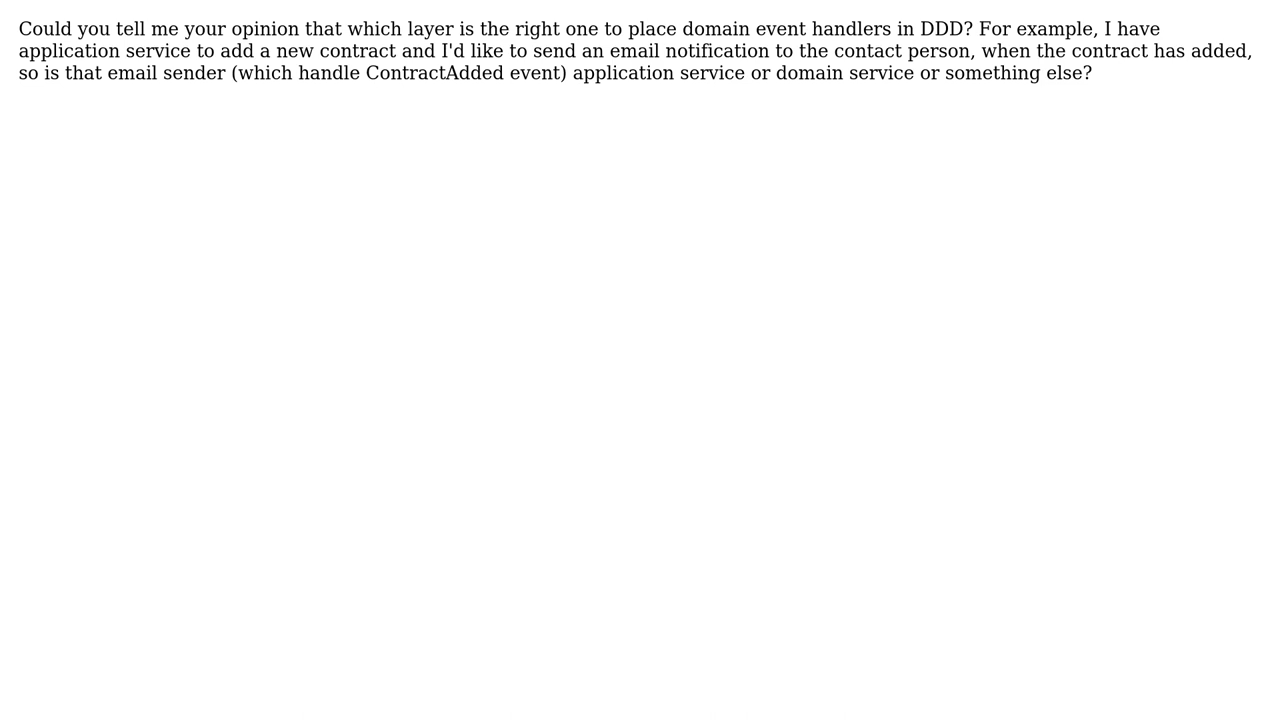 Could you tell me your opinion that which layer is the right one to place domain event handlers in DDD? For example, I have
application service to add a new contract and I'd like to send an email notification to the contact person, when the contract has added,
so is that email sender (which handle ContractAdded event) application service or domain service or something else?